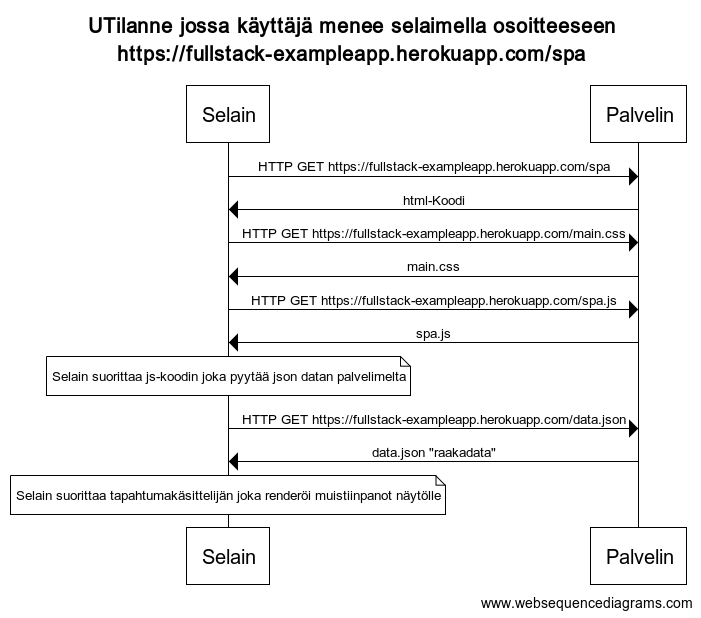 UTilanne jossa käyttäjä menee selaimella osoitteeseen
https://fullstack-exampleapp.herokuapp.com/spa
Selain
Palvelin
HTTP GET https://fullstack-exampleapp.herokuapp.com/spa
html-Koodi
HTTP GET https://fullstack-exampleapp.herokuapp.com/main.css
main.css
HTTP GET https://fullstack-exampleapp.herokuapp.com/spa.js
spa.js
Selain suorittaa js-koodin joka pyytää json datan palvelimelta
HTTP GET https://fullstack-exampleapp.herokuapp.com/data.json
data.json "raakadata"
Selain suorittaa tapahtumakäsittelijän joka renderöi muistiinpanot näytölle
Selain
Palvelin
www.websequencediagrams.com